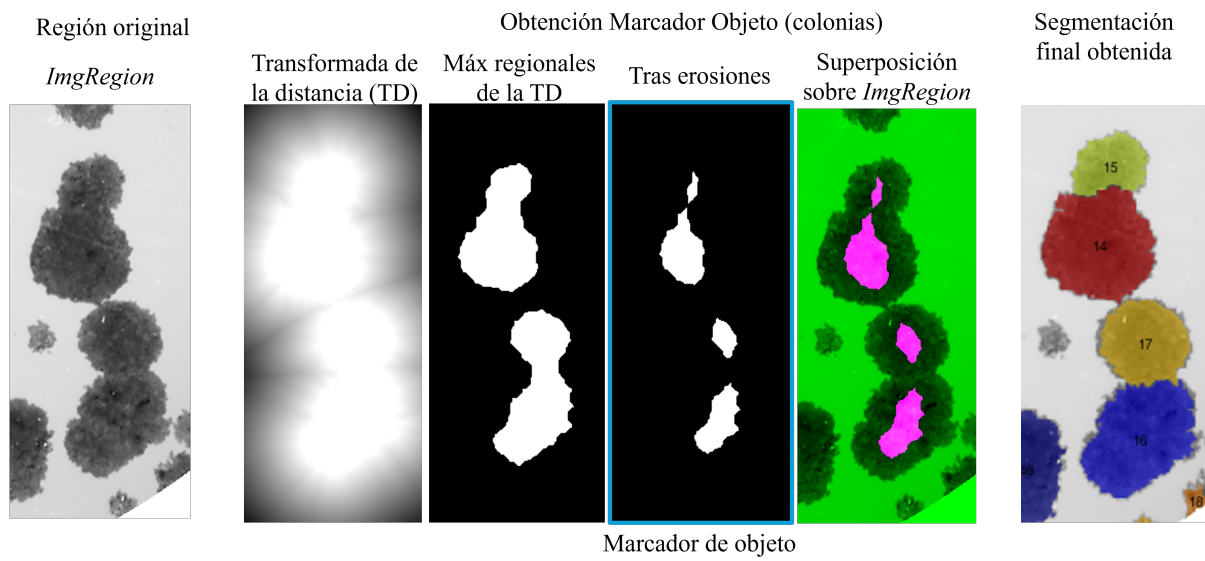 Región original
ImgRegion
Obtención Marcador Objeto (colonias)
Transformada de
la distancia (TD)
Máx regionales
de la TD
Tras erosiones
Superposición
sobre ImgRegion
Segmentación
final obtenida
15
14
17
16
46
18
Marcador de objeto